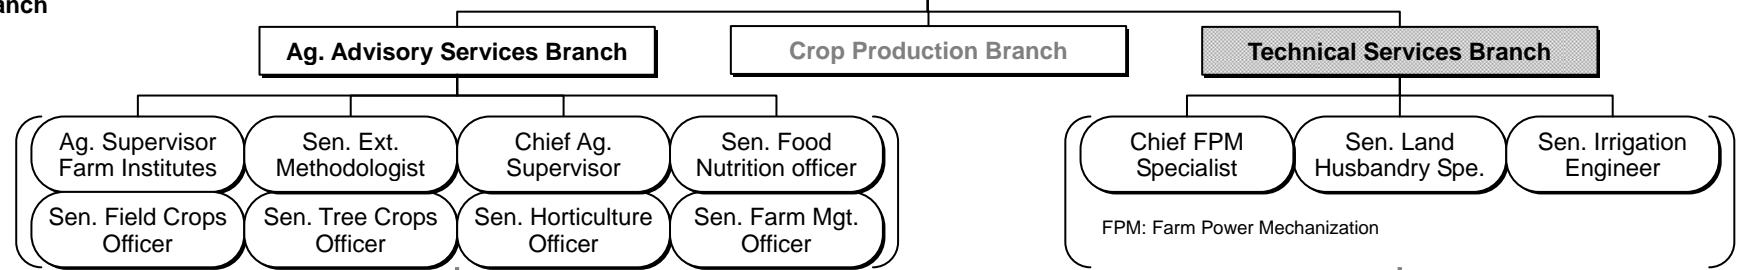 anch
Ag. Advisory Services Branch
Crop Production Branch
Technical Services Branch
Ag. Supervisor
Farm Institutes
Sen. Ext.
Methodologist
Chief Ag.
Supervisor
Sen. Food
Nutrition officer
Chief FPM
Specialist
Sen. Land
Husbandry Spe.
Sen. Irrigation
Engineer
Sen. Field Crops
Officer
Sen. Tree Crops
Officer
Sen. Horticulture
Officer
Sen. Farm Mgt.
Officer
FPM: Farm Power Mechanization